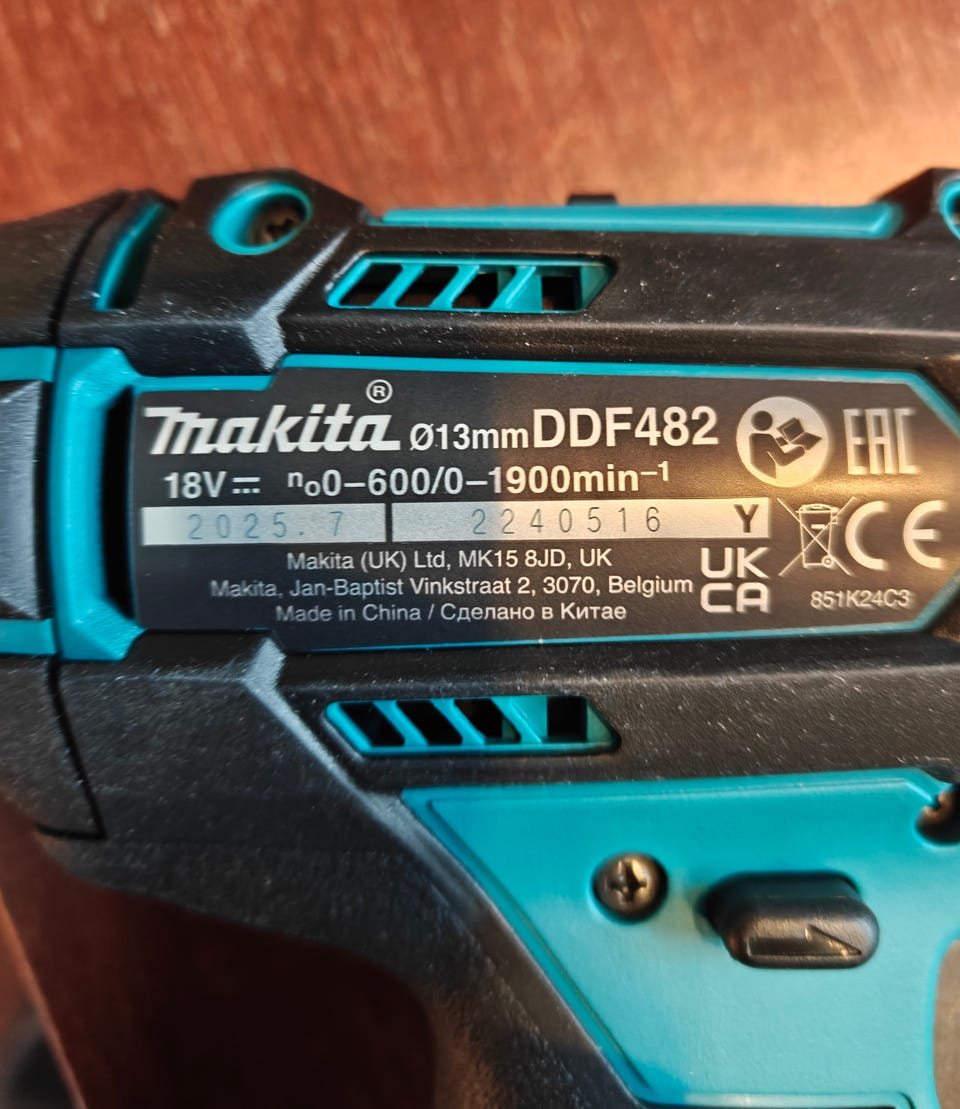 makita® Ø13mm DDF482 EAC
18V⎓ n₀0–600/0–1900min⁻¹
2025.7 2240516 Y
Makita (UK) Ltd, MK15 8JD, UK
Makita, Jan-Baptist Vinkstraat 2, 3070, Belgium
Made in China / Сделано в Китае
UK
CA
CE
851K24C3